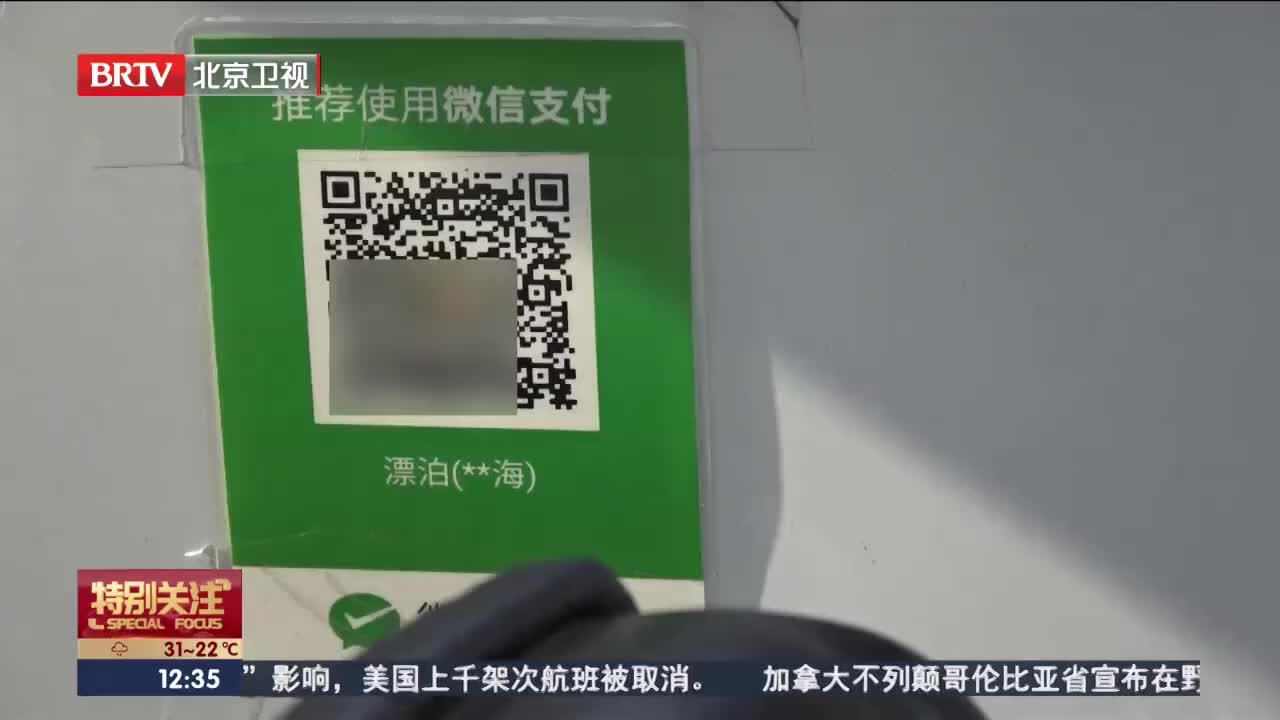 BRTV 北京卫视
推荐使用微信支付
漂泊(**海)
特别关注
SPECIAL FOCUS
31~22℃
12:35
”影响，美国上千架次航班被取消。 加拿大不列颠哥伦比亚省宣布在野